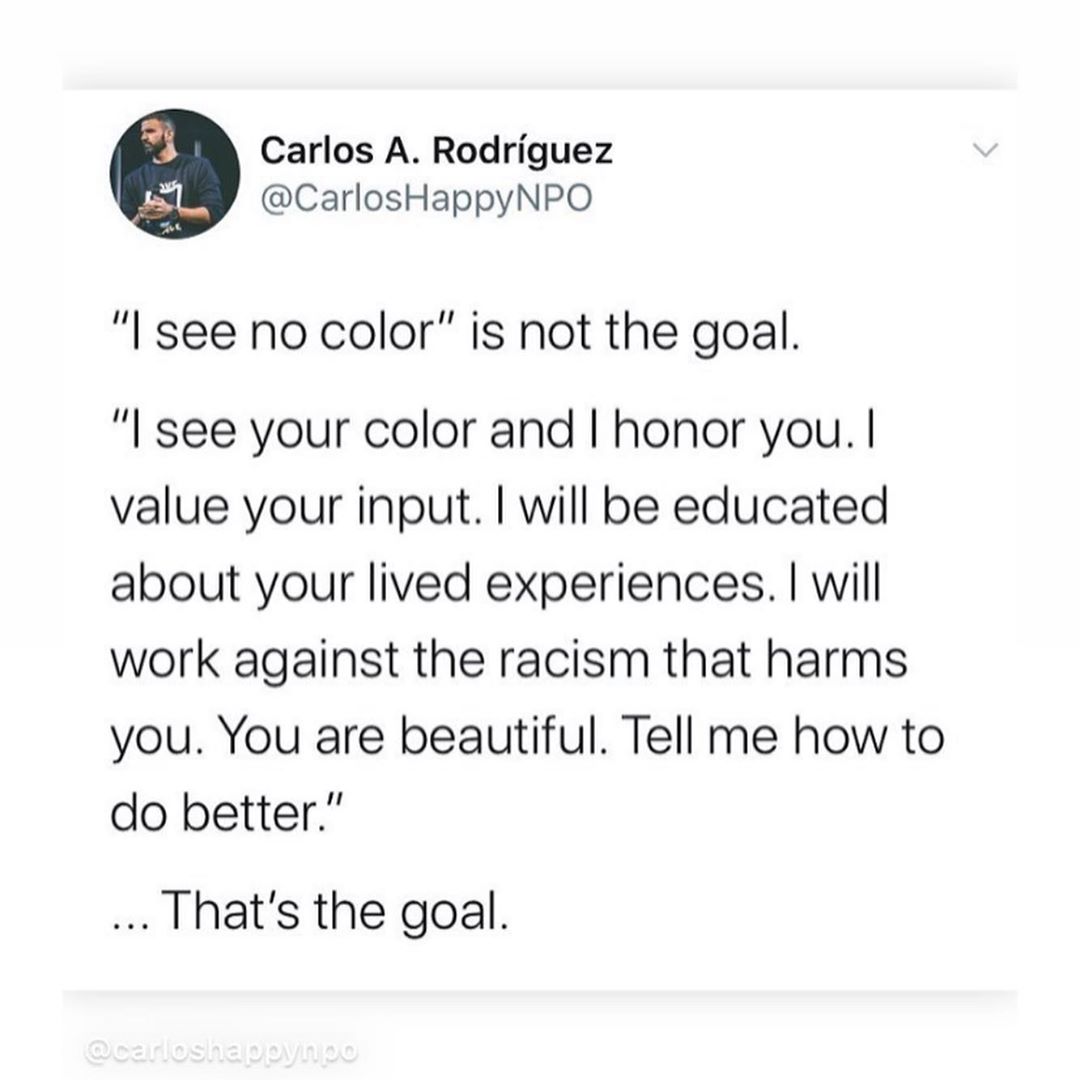 Carlos A. Rodríguez
@CarlosHappyNPO
"I see no color" is not the goal.
"I see your color and I honor you. I
value your input. I will be educated
about your lived experiences. I will
work against the racism that harms
you. You are beautiful. Tell me how to
do better."
... That's the goal.
@carloshappynpo